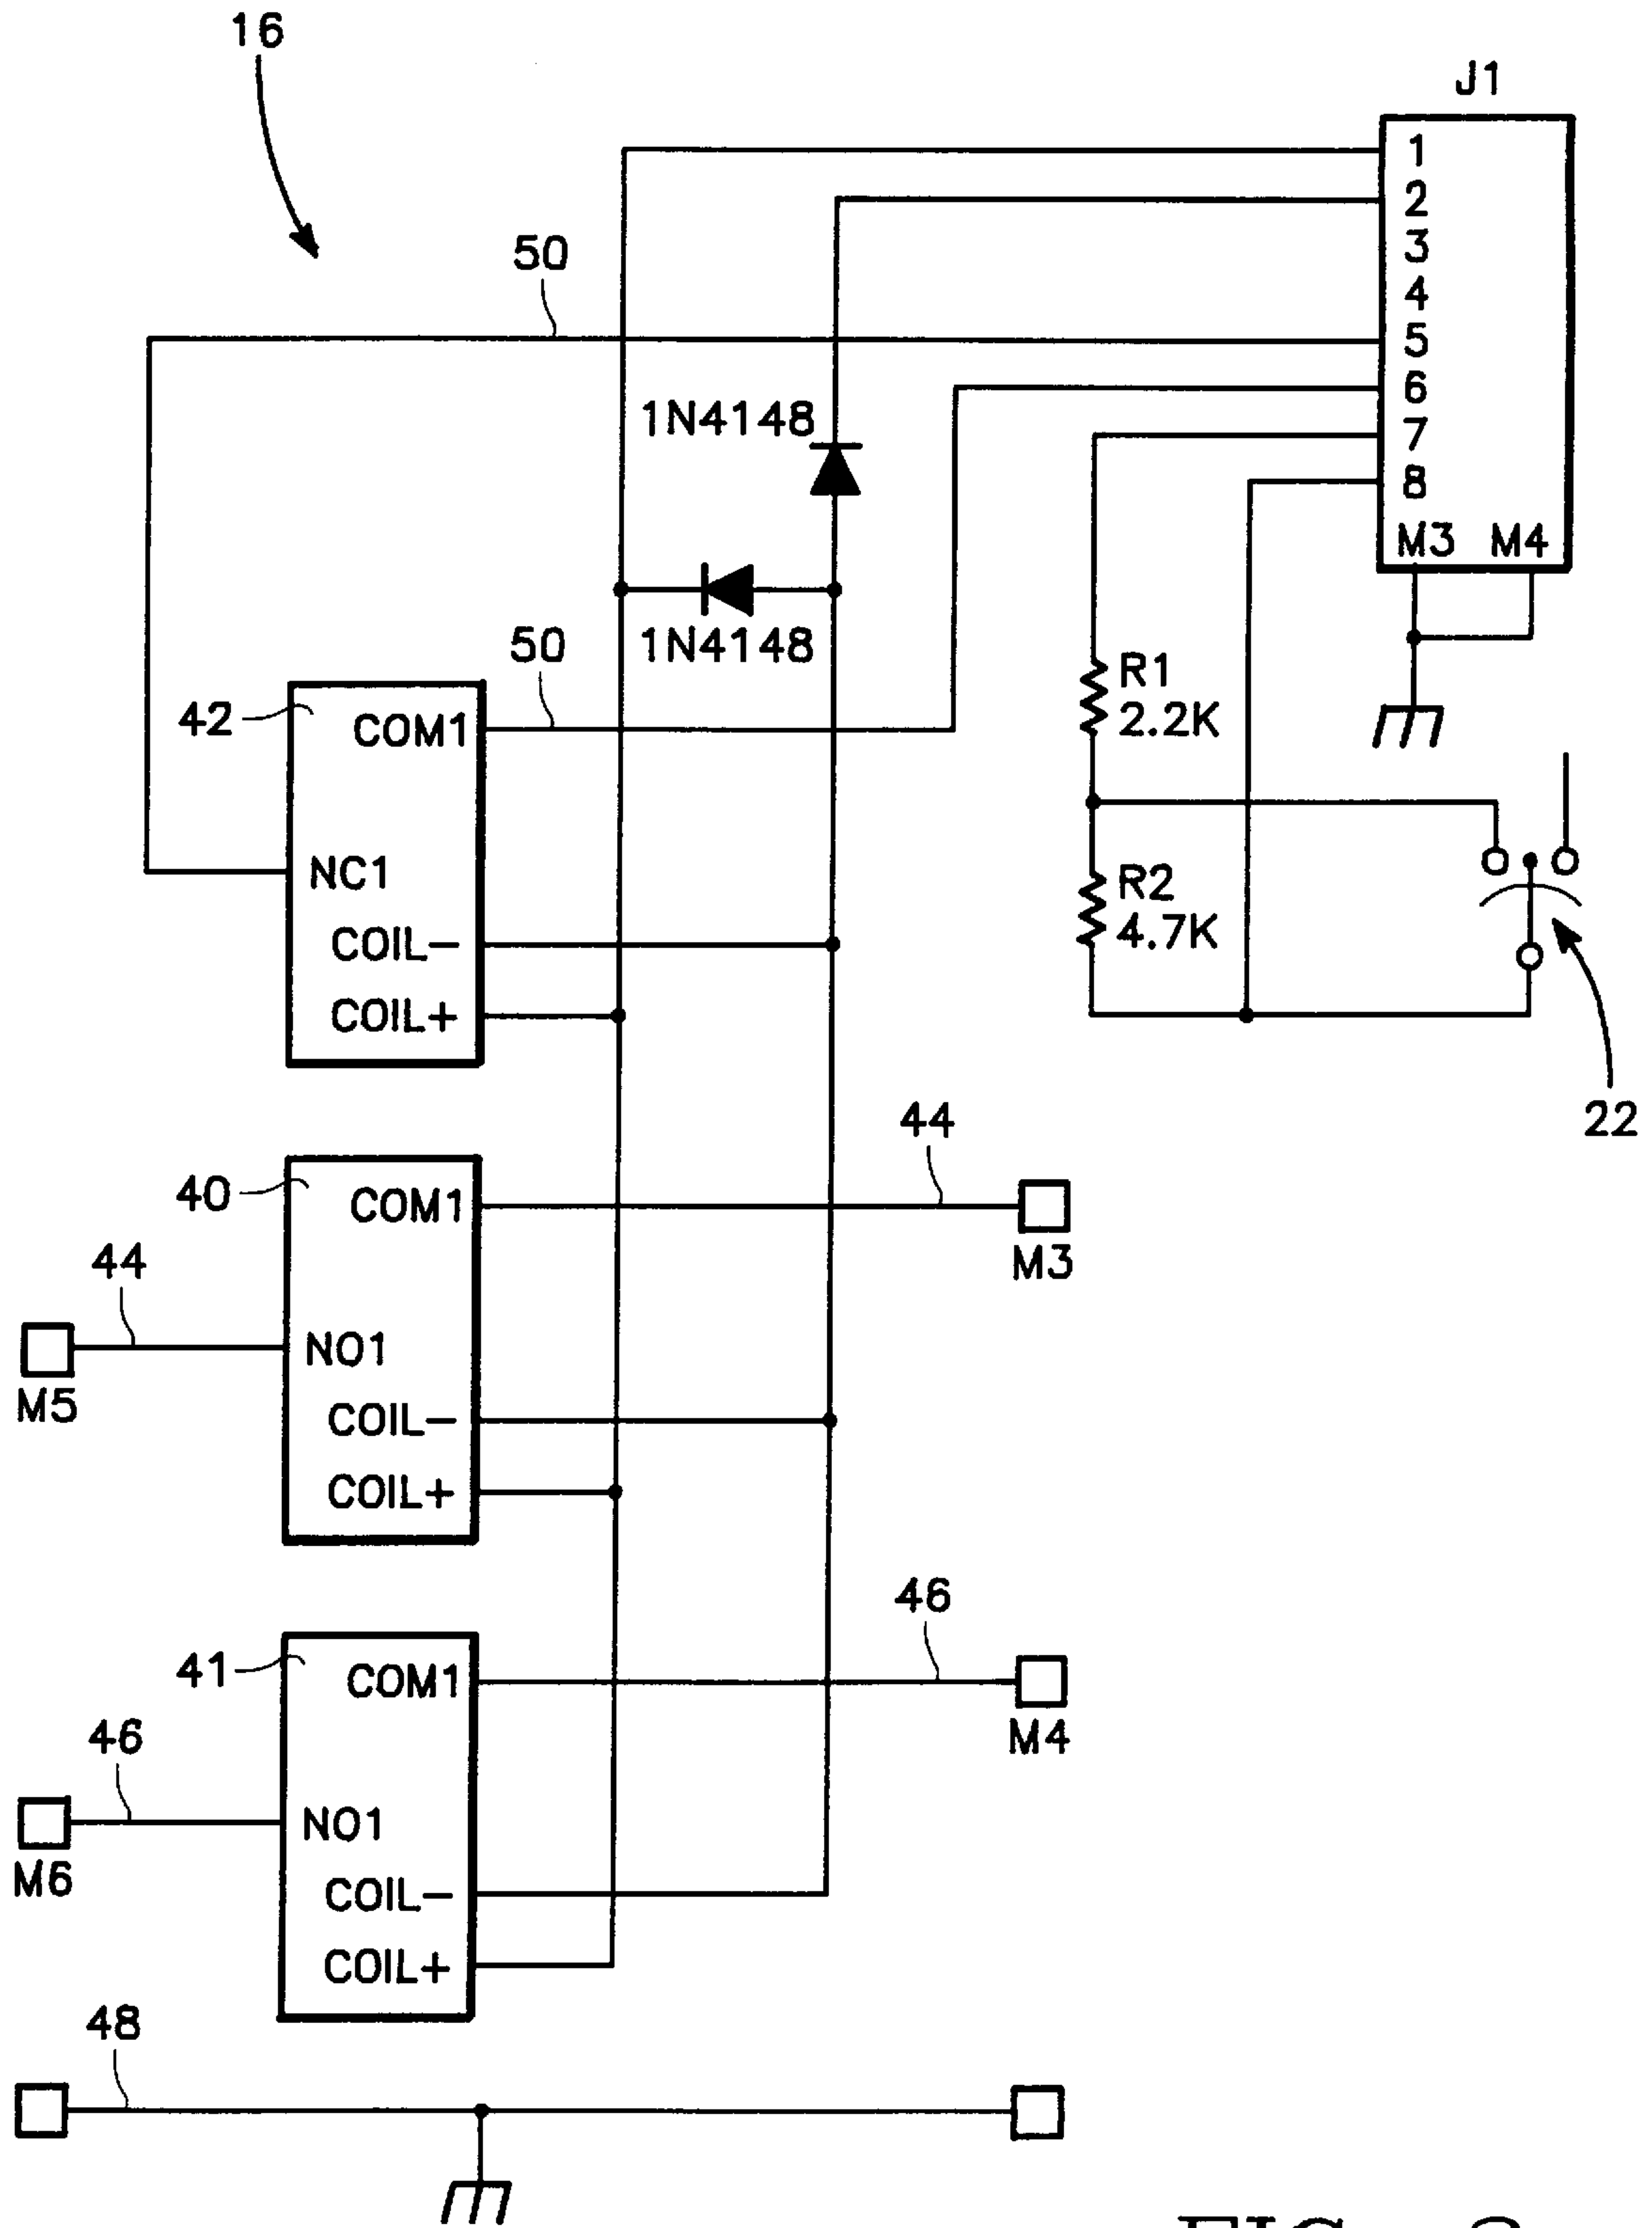 16
J1
1
2
3
4
5
6
7
8
M3 M4
50
1N4148
1N4148
50
R1
2.2K
R2
4.7K
22
42
COM1
NC1
COIL-
COIL+
40
COM1
44
M3
44
M5
NO1
COIL-
COIL+
41
COM1
46
M4
46
M6
NO1
COIL-
COIL+
48